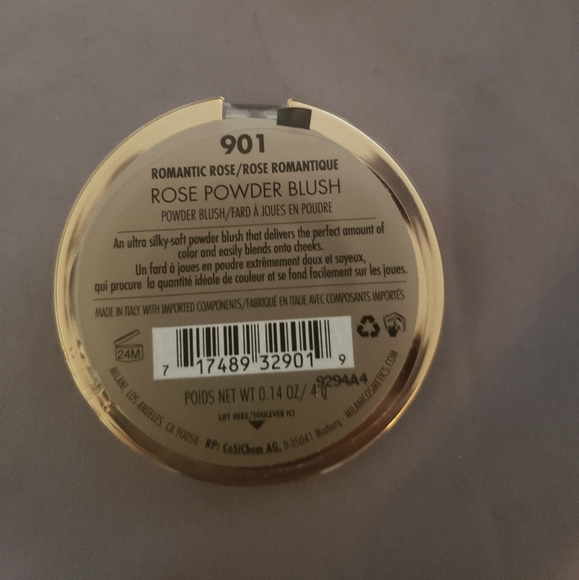 901
ROMANTIC ROSE/ROSE ROMANTIQUE
ROSE POWDER BLUSH
POWDER BLUSH/FARD À JOUES EN POUDRE
An ultra silky-soft powder blush that delivers the perfect amount of
color and easily blends onto cheeks.
Un fard à joues en poudre extrêmement doux et soyeux,
qui procure la quantité idéale de couleur et se fond facilement sur les joues.
MADE IN ITALY WITH IMPORTED COMPONENTS/FABRIQUÉ EN ITALIE AVEC COMPOSANTS IMPORTÉS
24M
7 17489 32901 9
9294A4
POIDS NET WT 0.14 OZ/ 4 g
LIFT HERE/SOULEVER ICI
MILANI, LOS ANGELES, CA 90058 · RP: CoSiChem AG, D-35041 Marburg · MILANICOSMETICS.COM